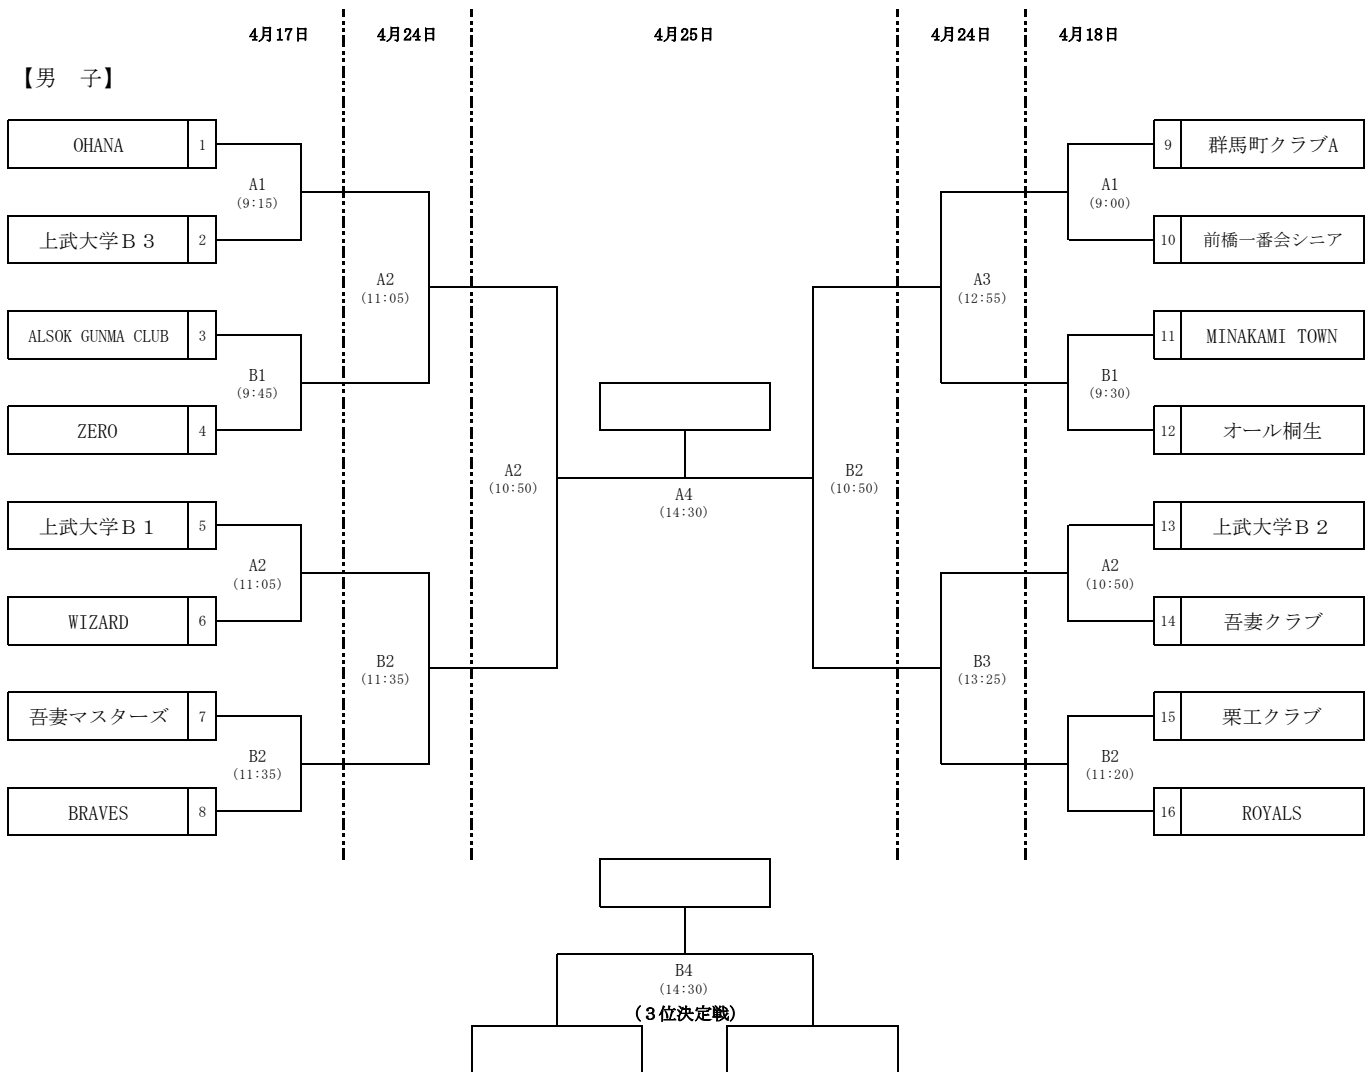 4月17日 4月24日 4月25日 4月24日 4月18日
【男　子】
OHANA 1
9 群馬町クラブA
A1
(9:15)
A1
(9:00)
上武大学Ｂ３ 2
10 前橋一番会シニア
A2
(11:05)
A3
(12:55)
ALSOK GUNMA CLUB 3
11 MINAKAMI TOWN
B1
(9:45)
B1
(9:30)
ZERO 4
12 オール桐生
A2
(10:50)
B2
(10:50)
A4
(14:30)
上武大学Ｂ１ 5
13 上武大学Ｂ２
A2
(11:05)
A2
(10:50)
WIZARD 6
14 吾妻クラブ
B2
(11:35)
B3
(13:25)
吾妻マスターズ 7
15 栗工クラブ
B2
(11:35)
B2
(11:20)
BRAVES 8
16 ROYALS
B4
(14:30)
(３位決定戦)